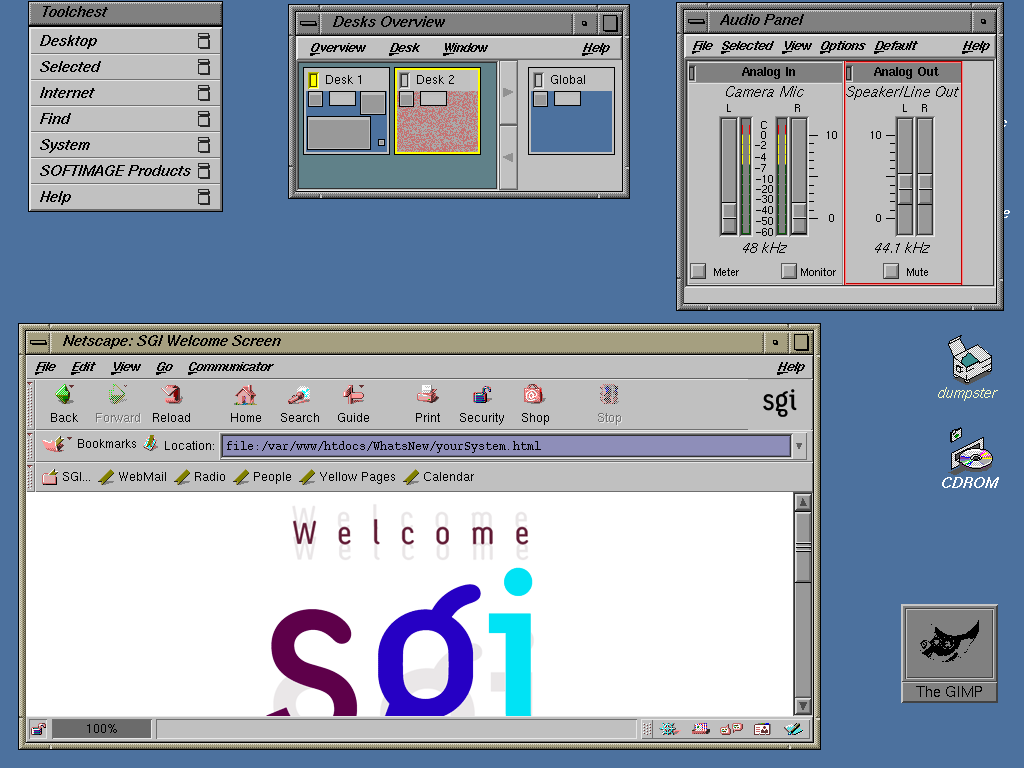 Toolchest
Desktop
Selected
Internet
Find
System
SOFTIMAGE Products
Help
Desks Overview
Overview Desk Window Help
Desk 1 Desk 2 Global
Audio Panel
File Selected View Options Default Help
Analog In Analog Out
Camera Mic Speaker/Line Out
L R L R
C
0 10 10
-2
-4
-7
-10
-20
-30
-40 0 0
-50
-60
48 kHz 44.1 kHz
Meter Monitor Mute
e
e
Netscape: SGI Welcome Screen
File Edit View Go Communicator Help
Back Forward Reload Home Search Guide Print Security Shop Stop
sgi
Bookmarks Location: file:/var/www/htdocs/WhatsNew/yourSystem.html
SGI... WebMail Radio People Yellow Pages Calendar
Welcome
sgi
100%
dumpster
CDROM
The GIMP